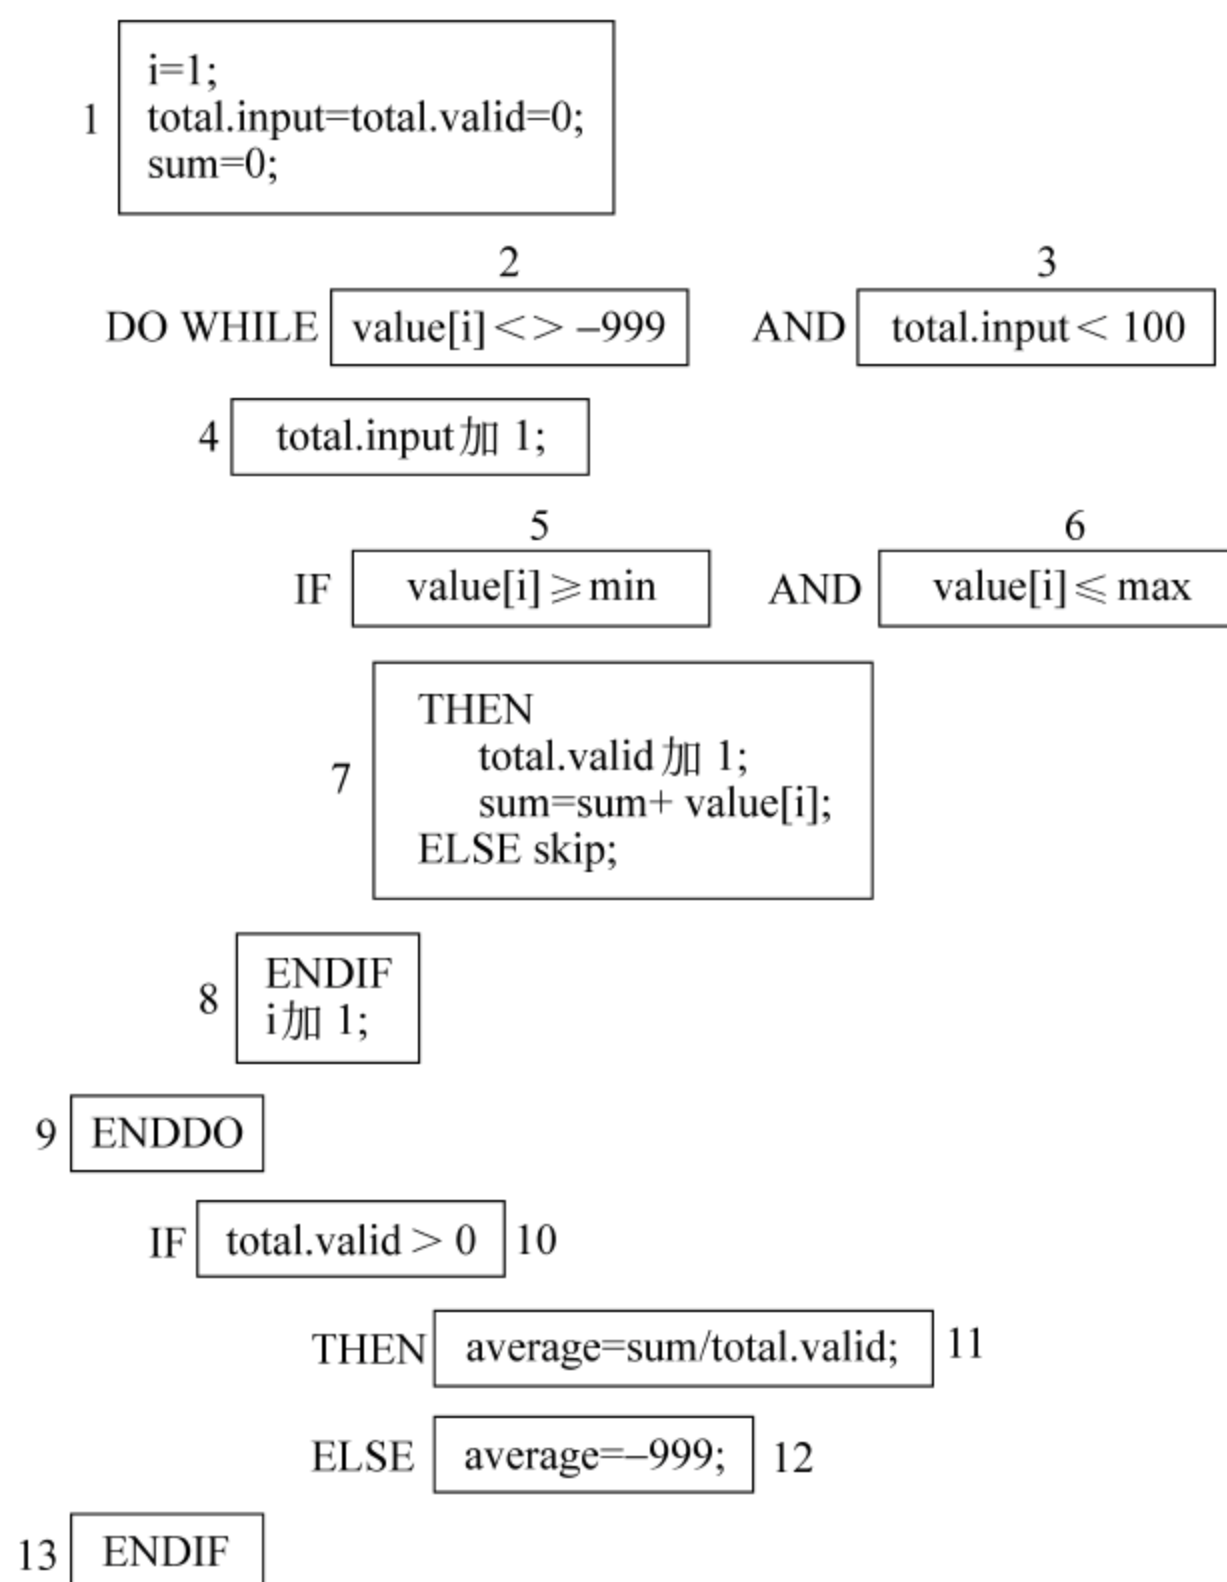 i=1;
1 total.input=total.valid=0;
sum=0;
2 3
DO WHILE value[i]<>–999 AND total.input<100
4 total.input加 1;
5 6
IF value[i]⩾min AND value[i]⩽max
THEN
7 total.valid加 1;
sum=sum+ value[i];
ELSE skip;
ENDIF
8 i加 1;
9 ENDDO
IF total.valid>0 10
THEN average=sum/total.valid; 11
ELSE average=–999; 12
13 ENDIF